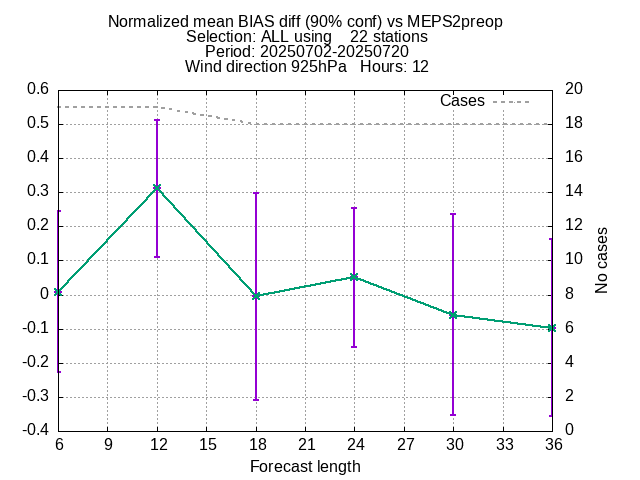 Normalized mean BIAS diff (90% conf) vs MEPS2preop
Selection: ALL using    22 stations
Period: 20250702-20250720
Wind direction 925hPa   Hours: 12
Cases
0.6
0.5
0.4
0.3
0.2
0.1
0
-0.1
-0.2
-0.3
-0.4
20
18
16
14
12
10
8
6
4
2
0
No cases
6 9 12 15 18 21 24 27 30 33 36
Forecast length